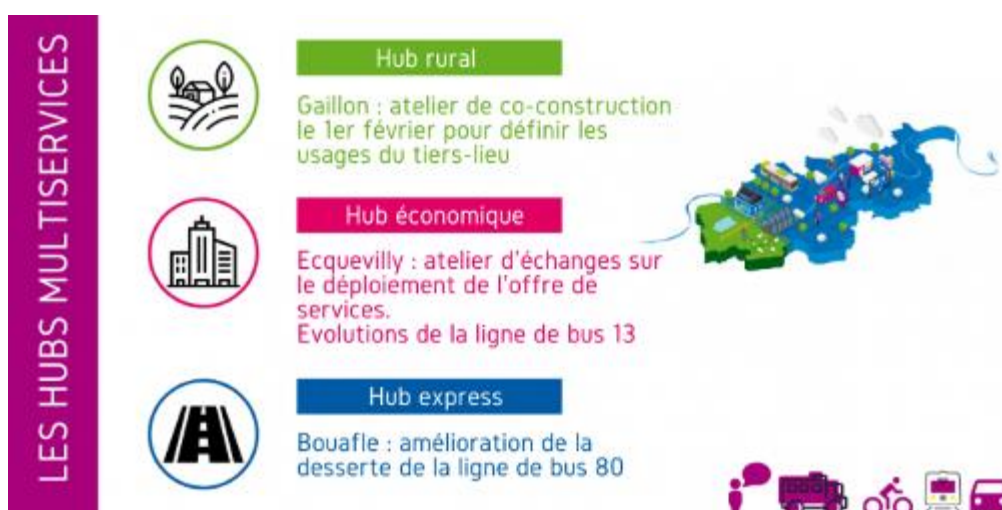 LES HUBS MULTISERVICES
Hub rural
Gaillon : atelier de co-construction
le 1er février pour définir les
usages du tiers-lieu
Hub économique
Ecquevilly : atelier d'échanges sur
le déploiement de l'offre de
services.
Evolutions de la ligne de bus 13
Hub express
Bouafle : amélioration de la
desserte de la ligne de bus 80